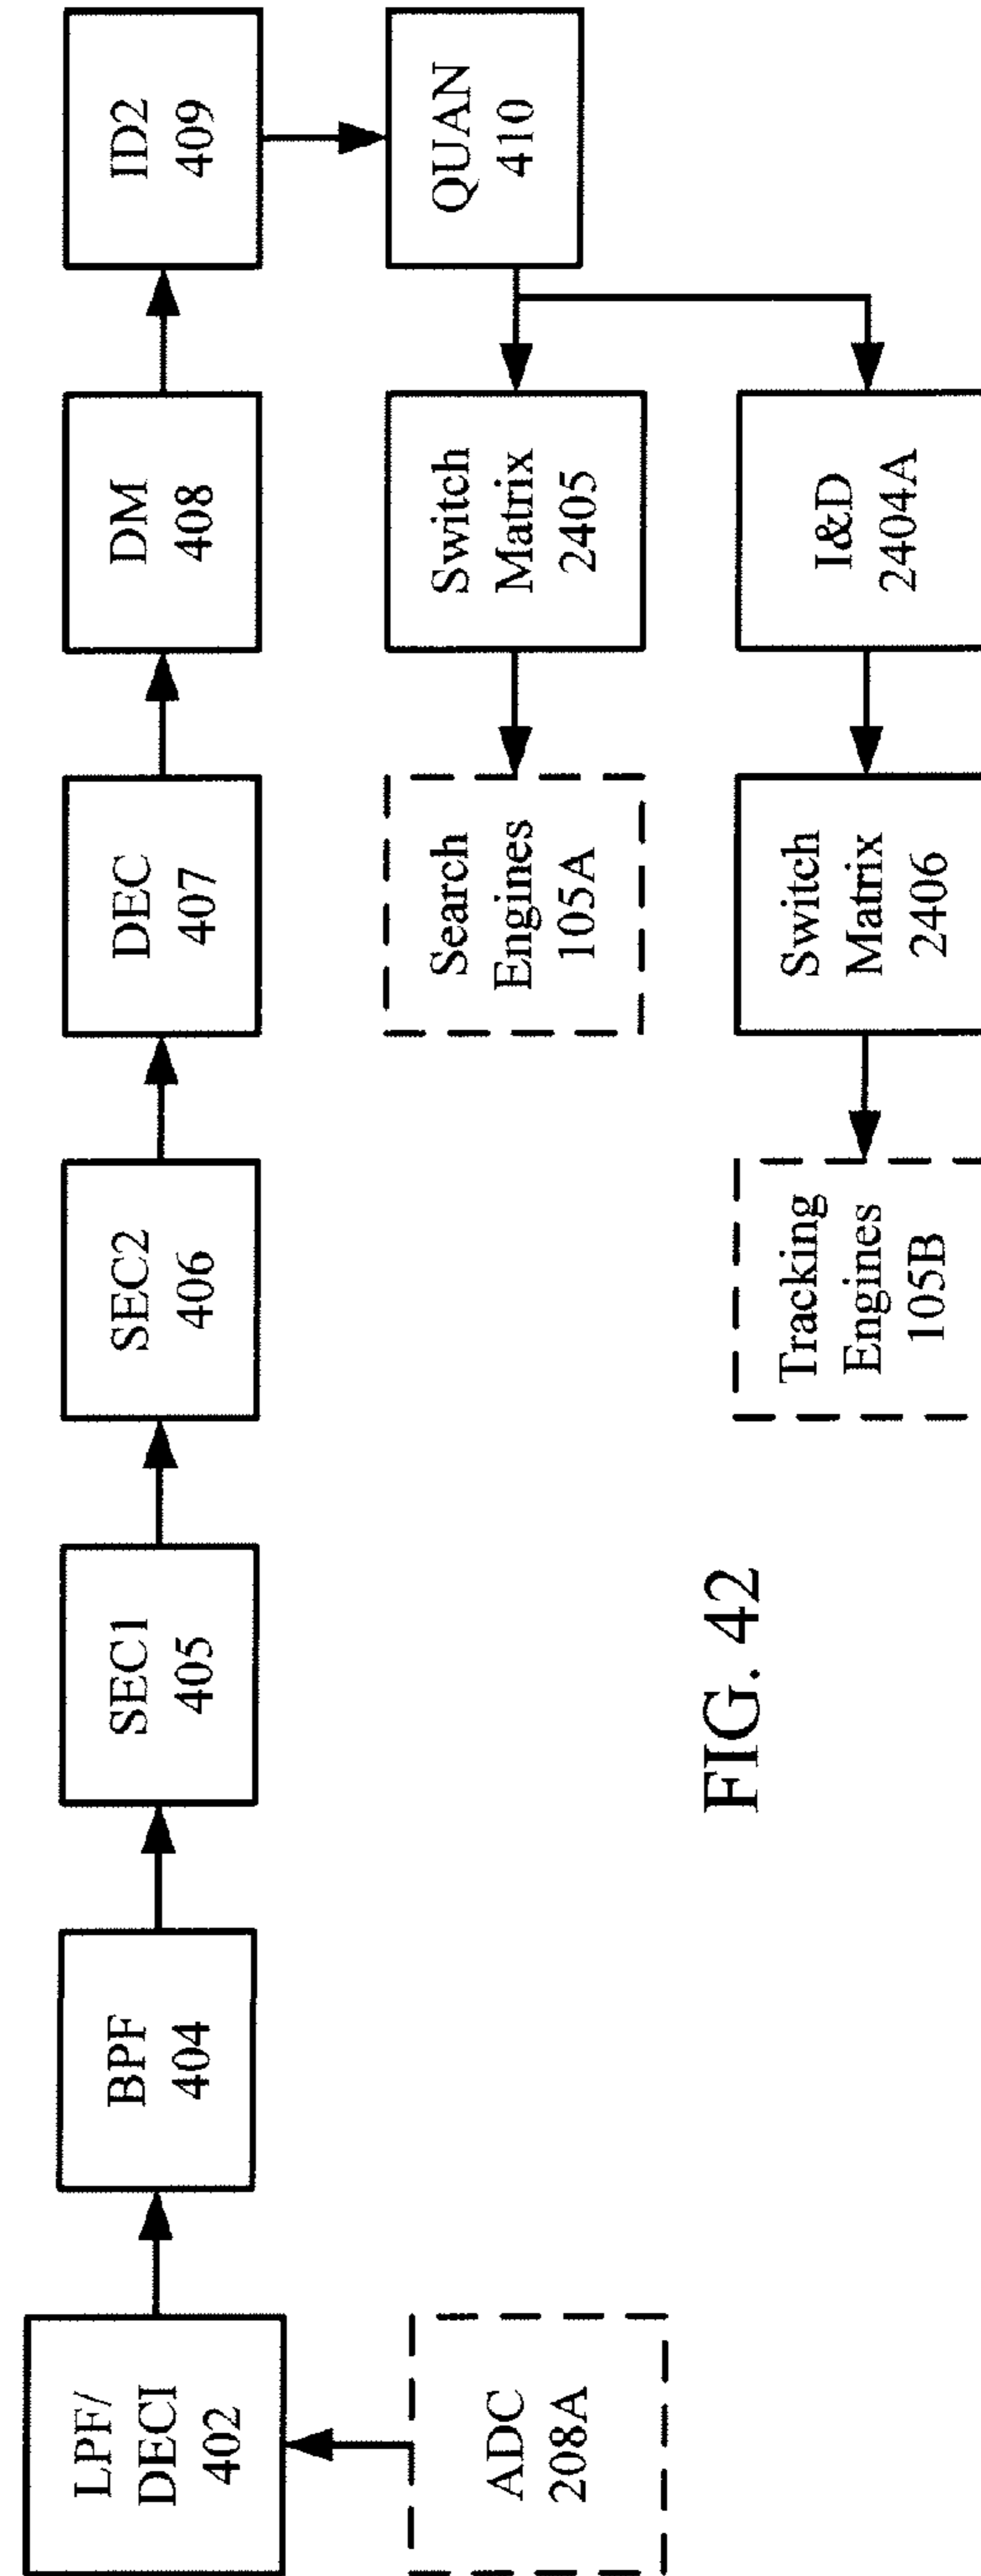 LPF/
DECI
402
BPF
404
SEC1
405
SEC2
406
DEC
407
DM
408
ID2
409
ADC
208A
Search
Engines
105A
Switch
Matrix
2405
QUAN
410
Tracking
Engines
105B
Switch
Matrix
2406
I&D
2404A
FIG. 42